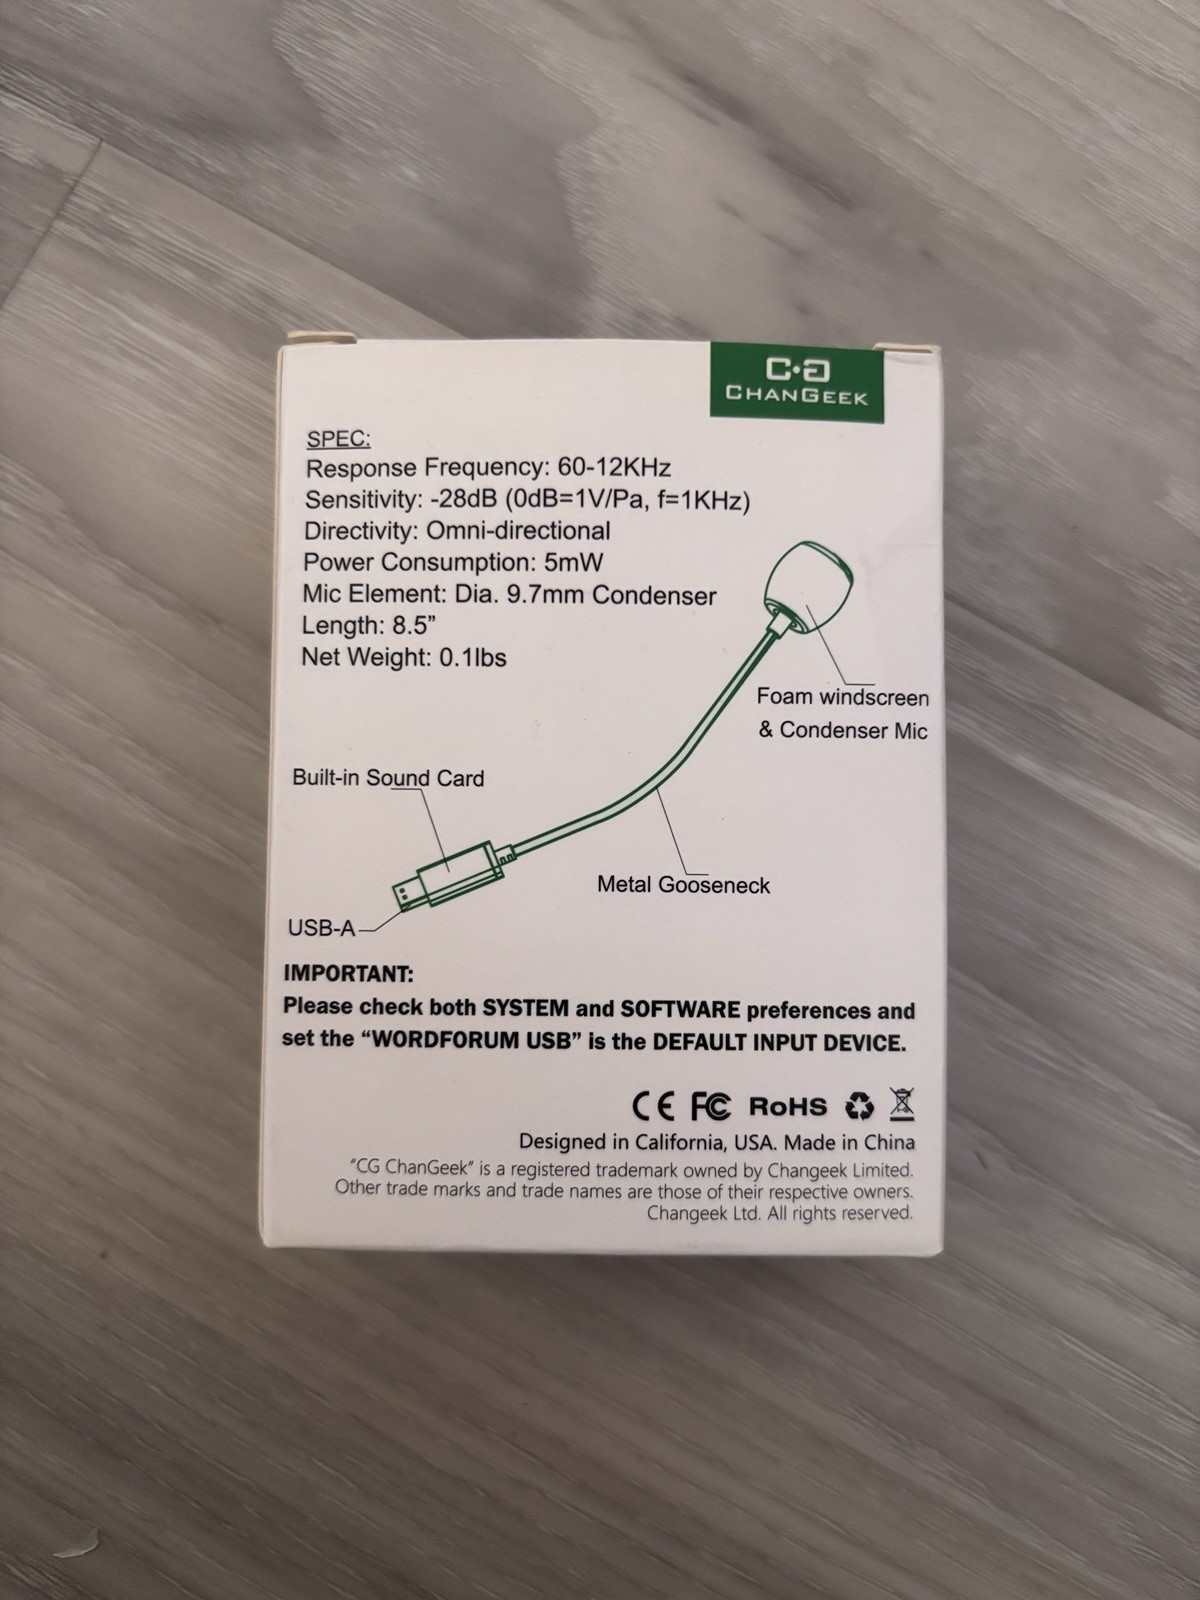 C·G
CHANGEEK
SPEC:
Response Frequency: 60-12KHz
Sensitivity: -28dB (0dB=1V/Pa, f=1KHz)
Directivity: Omni-directional
Power Consumption: 5mW
Mic Element: Dia. 9.7mm Condenser
Length: 8.5”
Net Weight: 0.1lbs
Foam windscreen
& Condenser Mic
Built-in Sound Card
Metal Gooseneck
USB-A
IMPORTANT:
Please check both SYSTEM and SOFTWARE preferences and
set the “WORDFORUM USB” is the DEFAULT INPUT DEVICE.
CE FC RoHS
Designed in California, USA. Made in China
“CG ChanGeek” is a registered trademark owned by Changeek Limited.
Other trade marks and trade names are those of their respective owners.
Changeek Ltd. All rights reserved.